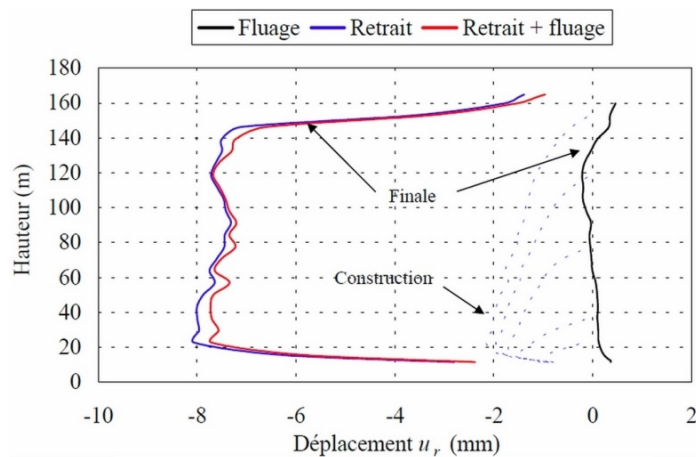 Fluage Retrait Retrait + fluage
180
160
140
120
100
80
60
40
20
0
Hauteur (m)
Finale
Construction
-10 -8 -6 -4 -2 0 2
Déplacement u_r (mm)